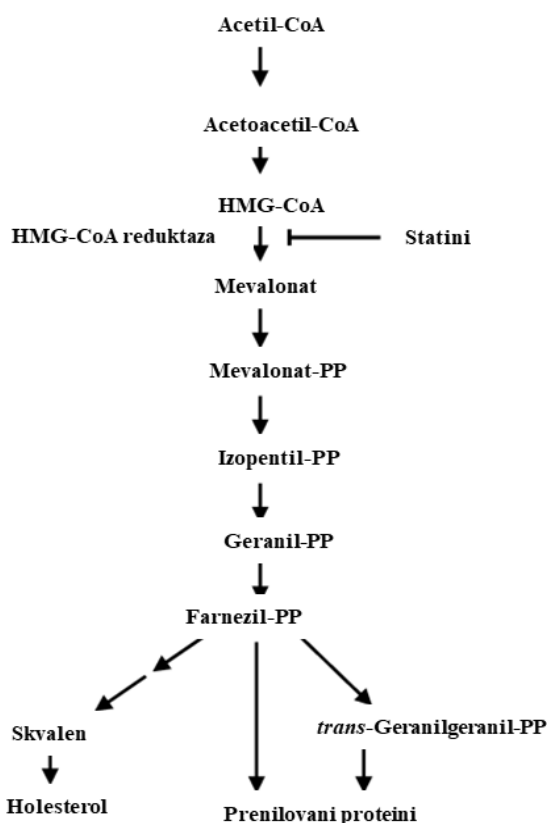 Acetil-CoA
Acetoacetil-CoA
HMG-CoA
HMG-CoA reduktaza
Statini
Mevalonat
Mevalonat-PP
Izopentil-PP
Geranil-PP
Farnezil-PP
Skvalen
trans-Geranilgeranil-PP
Holesterol
Prenilovani proteini